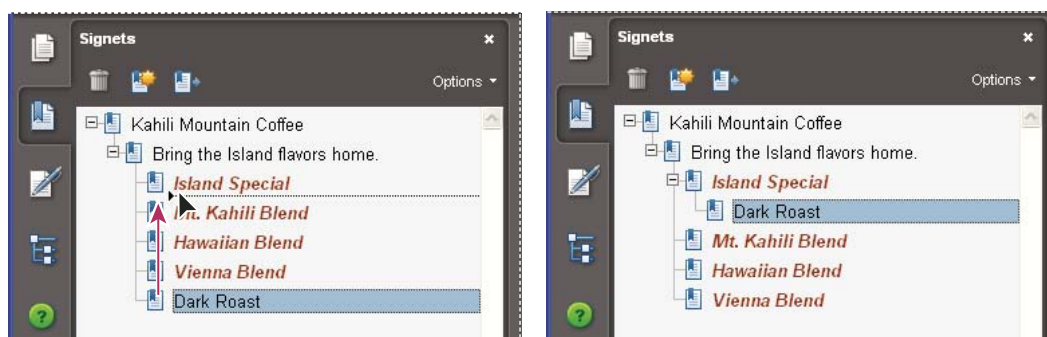 Signets
Options
Kahili Mountain Coffee
Bring the Island flavors home.
Island Special
Mt. Kahili Blend
Hawaiian Blend
Vienna Blend
Dark Roast
Signets
Options
Kahili Mountain Coffee
Bring the Island flavors home.
Island Special
Dark Roast
Mt. Kahili Blend
Hawaiian Blend
Vienna Blend